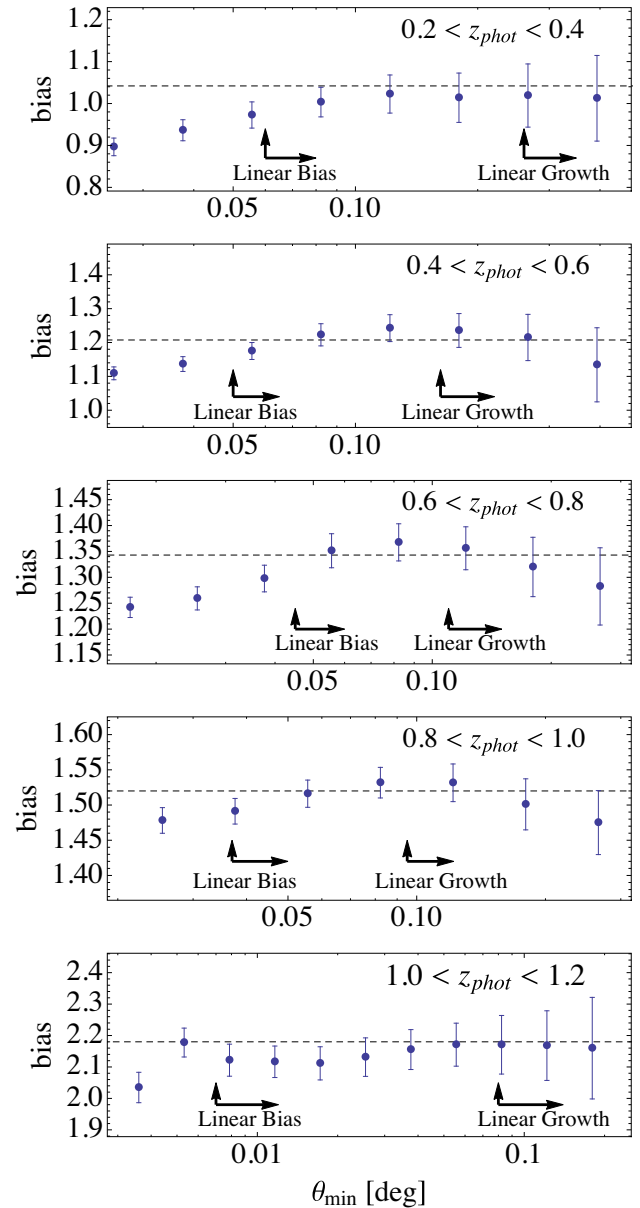 0.2 < z_phot < 0.4
bias
1.2
1.1
1.0
0.9
0.8
Linear Bias
Linear Growth
0.05
0.10
0.4 < z_phot < 0.6
bias
1.4
1.3
1.2
1.1
1.0
Linear Bias
Linear Growth
0.05
0.10
0.6 < z_phot < 0.8
bias
1.45
1.40
1.35
1.30
1.25
1.20
1.15
Linear Bias
Linear Growth
0.05
0.10
0.8 < z_phot < 1.0
bias
1.60
1.55
1.50
1.45
1.40
Linear Bias
Linear Growth
0.05
0.10
1.0 < z_phot < 1.2
bias
2.4
2.3
2.2
2.1
2.0
1.9
Linear Bias
Linear Growth
0.01
0.1
θ_min [deg]